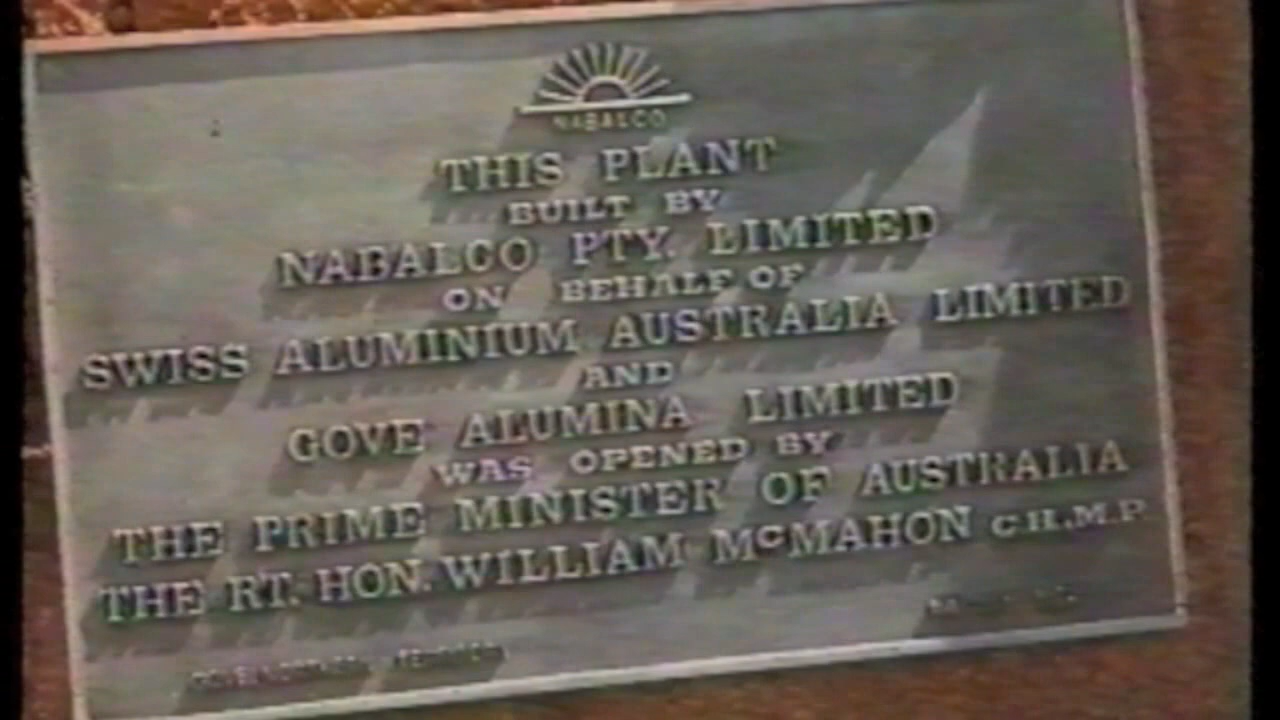 NABALCO
THIS PLANT
BUILT BY
NABALCO PTY. LIMITED
ON BEHALF OF
SWISS ALUMINIUM AUSTRALIA LIMITED
AND
GOVE ALUMINA LIMITED
WAS OPENED BY
THE PRIME MINISTER OF AUSTRALIA
THE RT. HON. WILLIAM McMAHON C.H.,M.P.